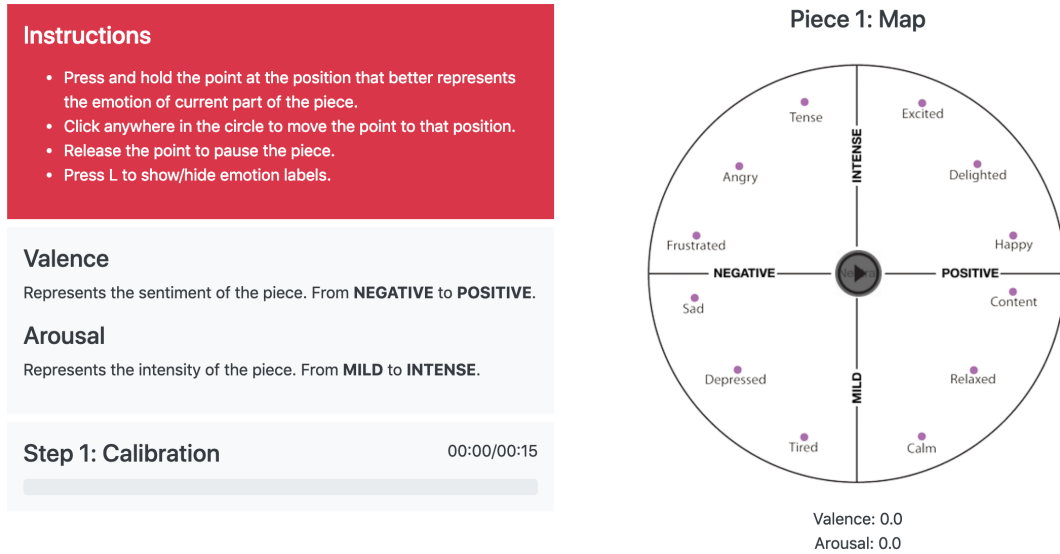 Instructions
• Press and hold the point at the position that better represents
the emotion of current part of the piece.
• Click anywhere in the circle to move the point to that position.
• Release the point to pause the piece.
• Press L to show/hide emotion labels.
Valence
Represents the sentiment of the piece. From NEGATIVE to POSITIVE.
Arousal
Represents the intensity of the piece. From MILD to INTENSE.
Step 1: Calibration
00:00/00:15
Piece 1: Map
Tense
Excited
INTENSE
Angry
Delighted
Frustrated
Happy
NEGATIVE
POSITIVE
Sad
Content
Depressed
MILD
Relaxed
Tired
Calm
Valence: 0.0
Arousal: 0.0